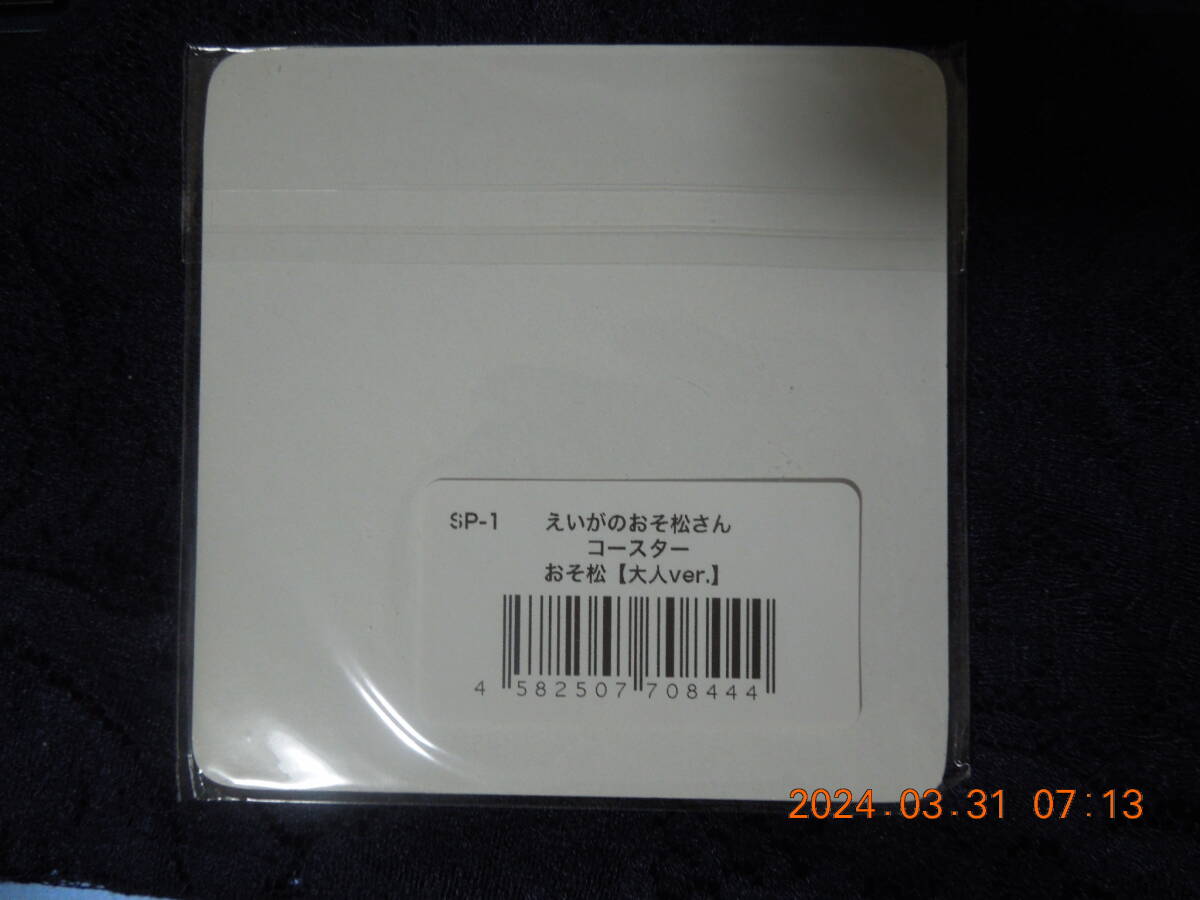 SP-1 えいがのおそ松さん
コースター
おそ松【大人ver.】
4 582507 708444
2024.03.31 07:13